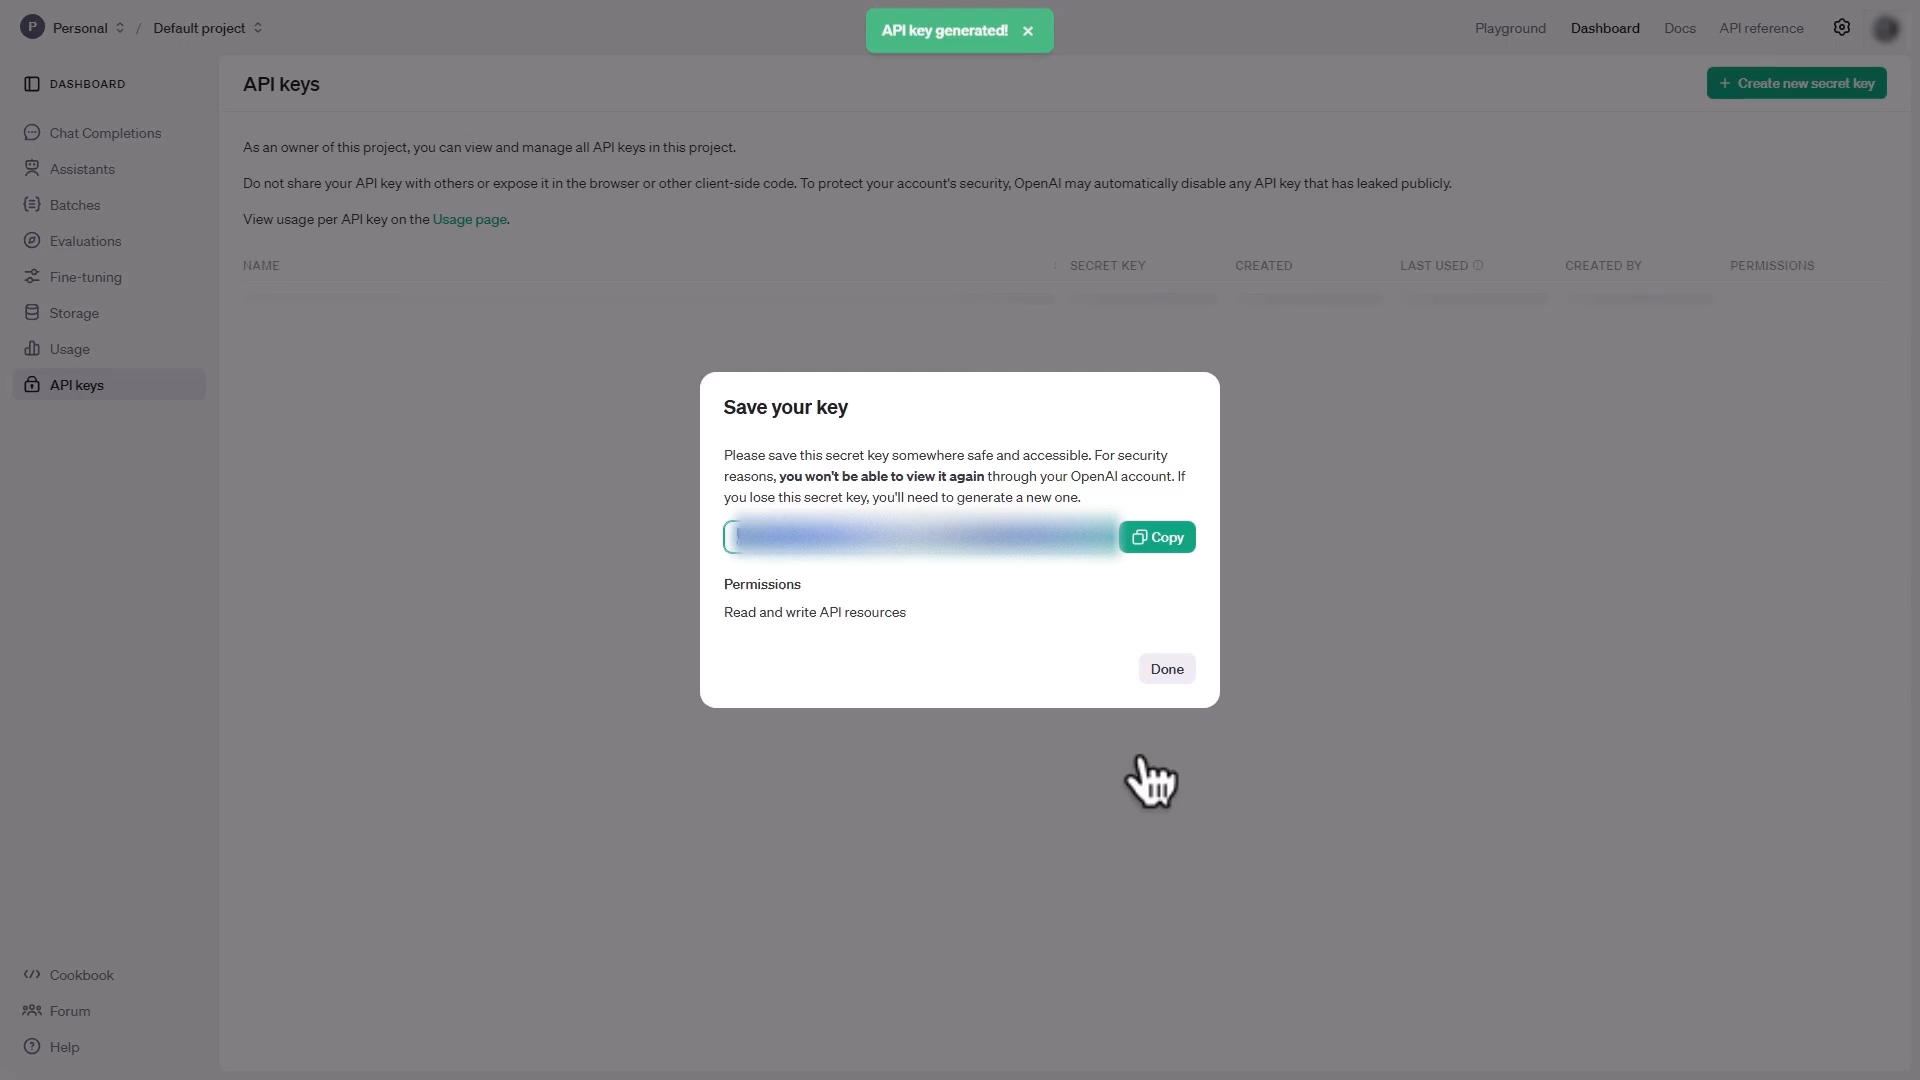 API key generated! ×
P Personal / Default project
Playground Dashboard Docs API reference
DASHBOARD
Chat Completions
Assistants
Batches
Evaluations
Fine-tuning
Storage
Usage
API keys
Cookbook
Forum
Help
API keys
+ Create new secret key
As an owner of this project, you can view and manage all API keys in this project.
Do not share your API key with others or expose it in the browser or other client-side code. To protect your account's security, OpenAI may automatically disable any API key that has leaked publicly.
View usage per API key on the Usage page.
NAME SECRET KEY CREATED LAST USED CREATED BY PERMISSIONS
Save your key
Please save this secret key somewhere safe and accessible. For security
reasons, you won't be able to view it again through your OpenAI account. If
you lose this secret key, you'll need to generate a new one.
Copy
Permissions
Read and write API resources
Done